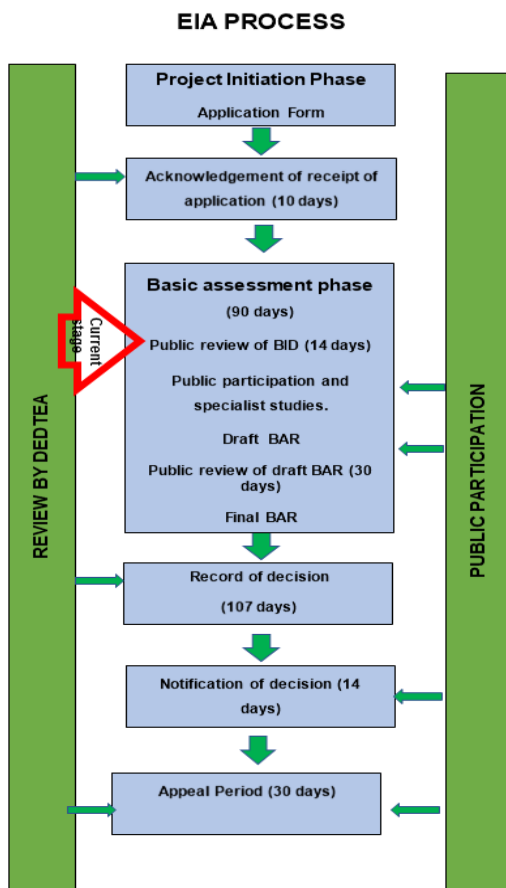 EIA PROCESS
Project Initiation Phase
Application Form
Acknowledgement of receipt of
application (10 days)
Basic assessment phase
(90 days)
Public review of BID (14 days)
Public participation and
specialist studies.
Draft BAR
Public review of draft BAR (30
days)
Final BAR
Record of decision
(107 days)
Notification of decision (14
days)
Appeal Period (30 days)
Current
stage
REVIEW BY DEDTEA
PUBLIC PARTICIPATION